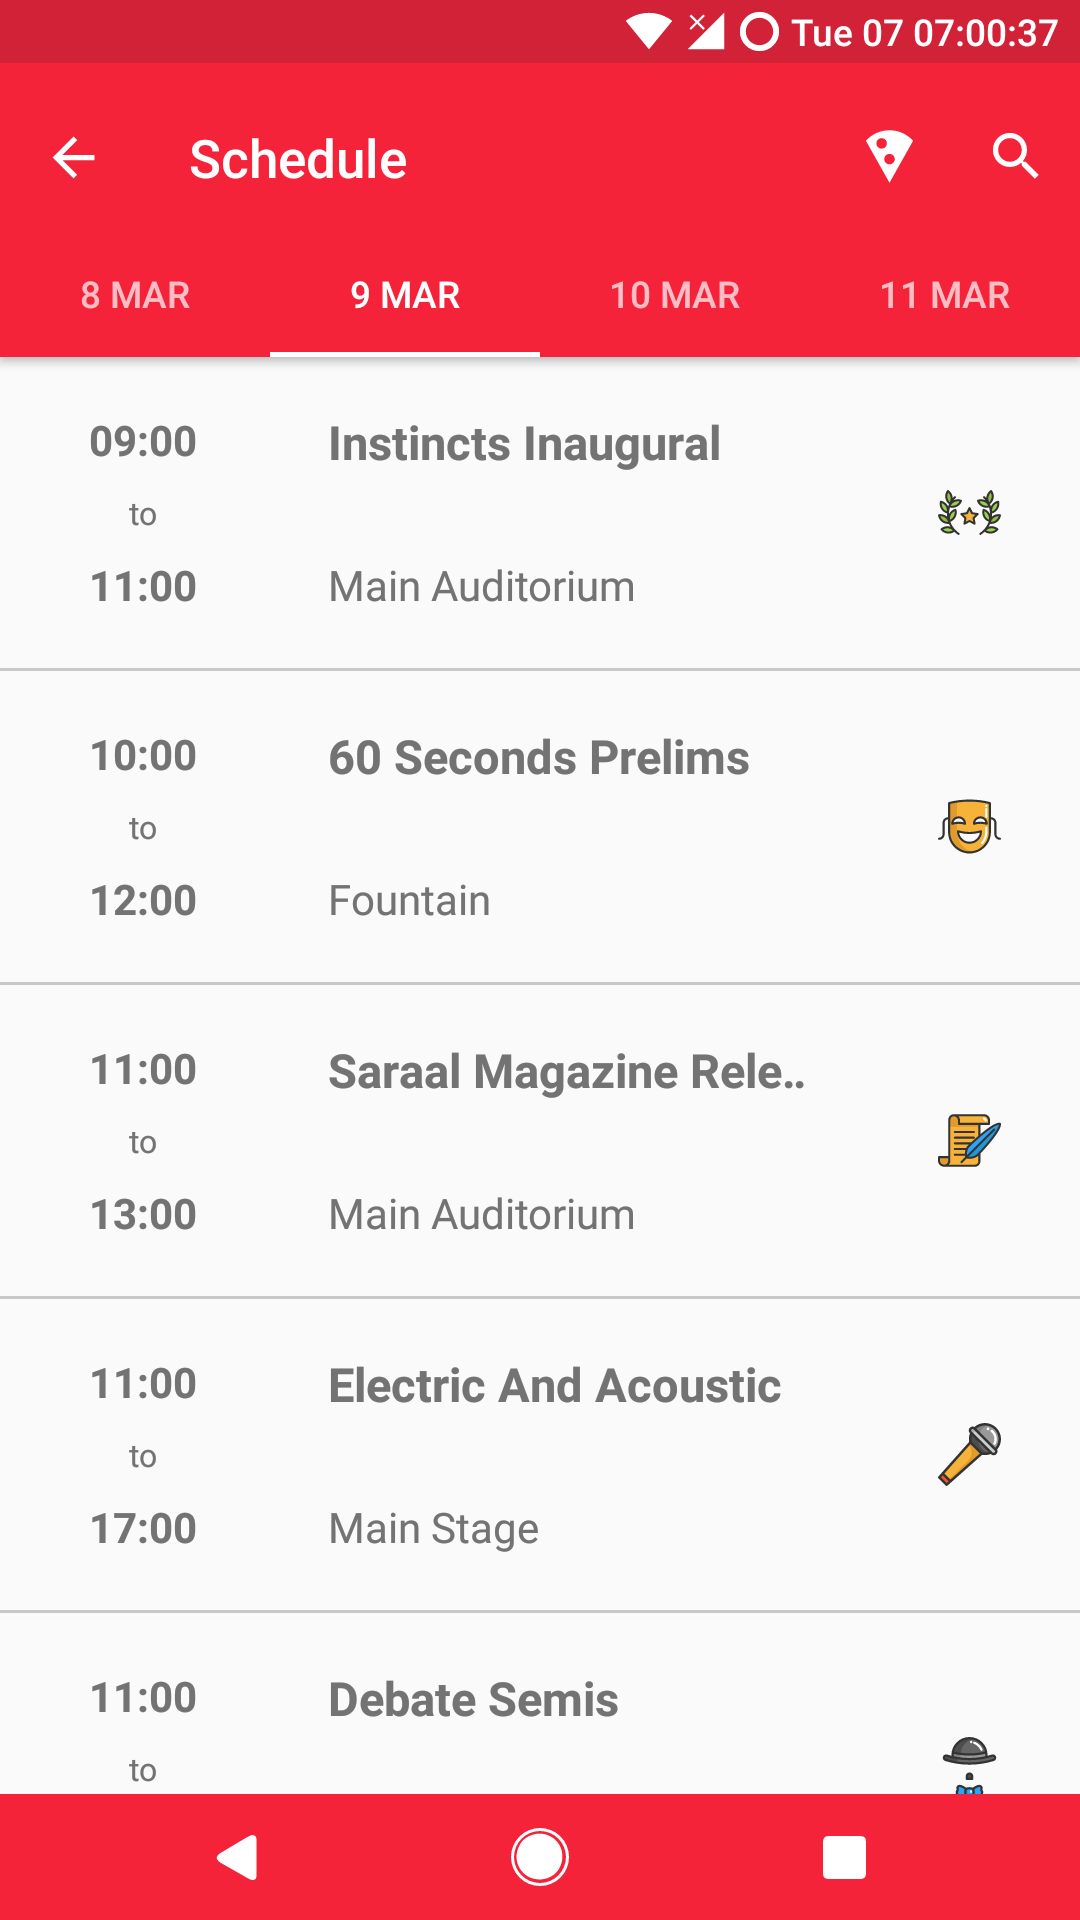 Tue 07 07:00:37
Schedule
8 MAR 9 MAR 10 MAR 11 MAR
09:00 Instincts Inaugural
to
11:00 Main Auditorium
10:00 60 Seconds Prelims
to
12:00 Fountain
11:00 Saraal Magazine Rele..
to
13:00 Main Auditorium
11:00 Electric And Acoustic
to
17:00 Main Stage
11:00 Debate Semis
to